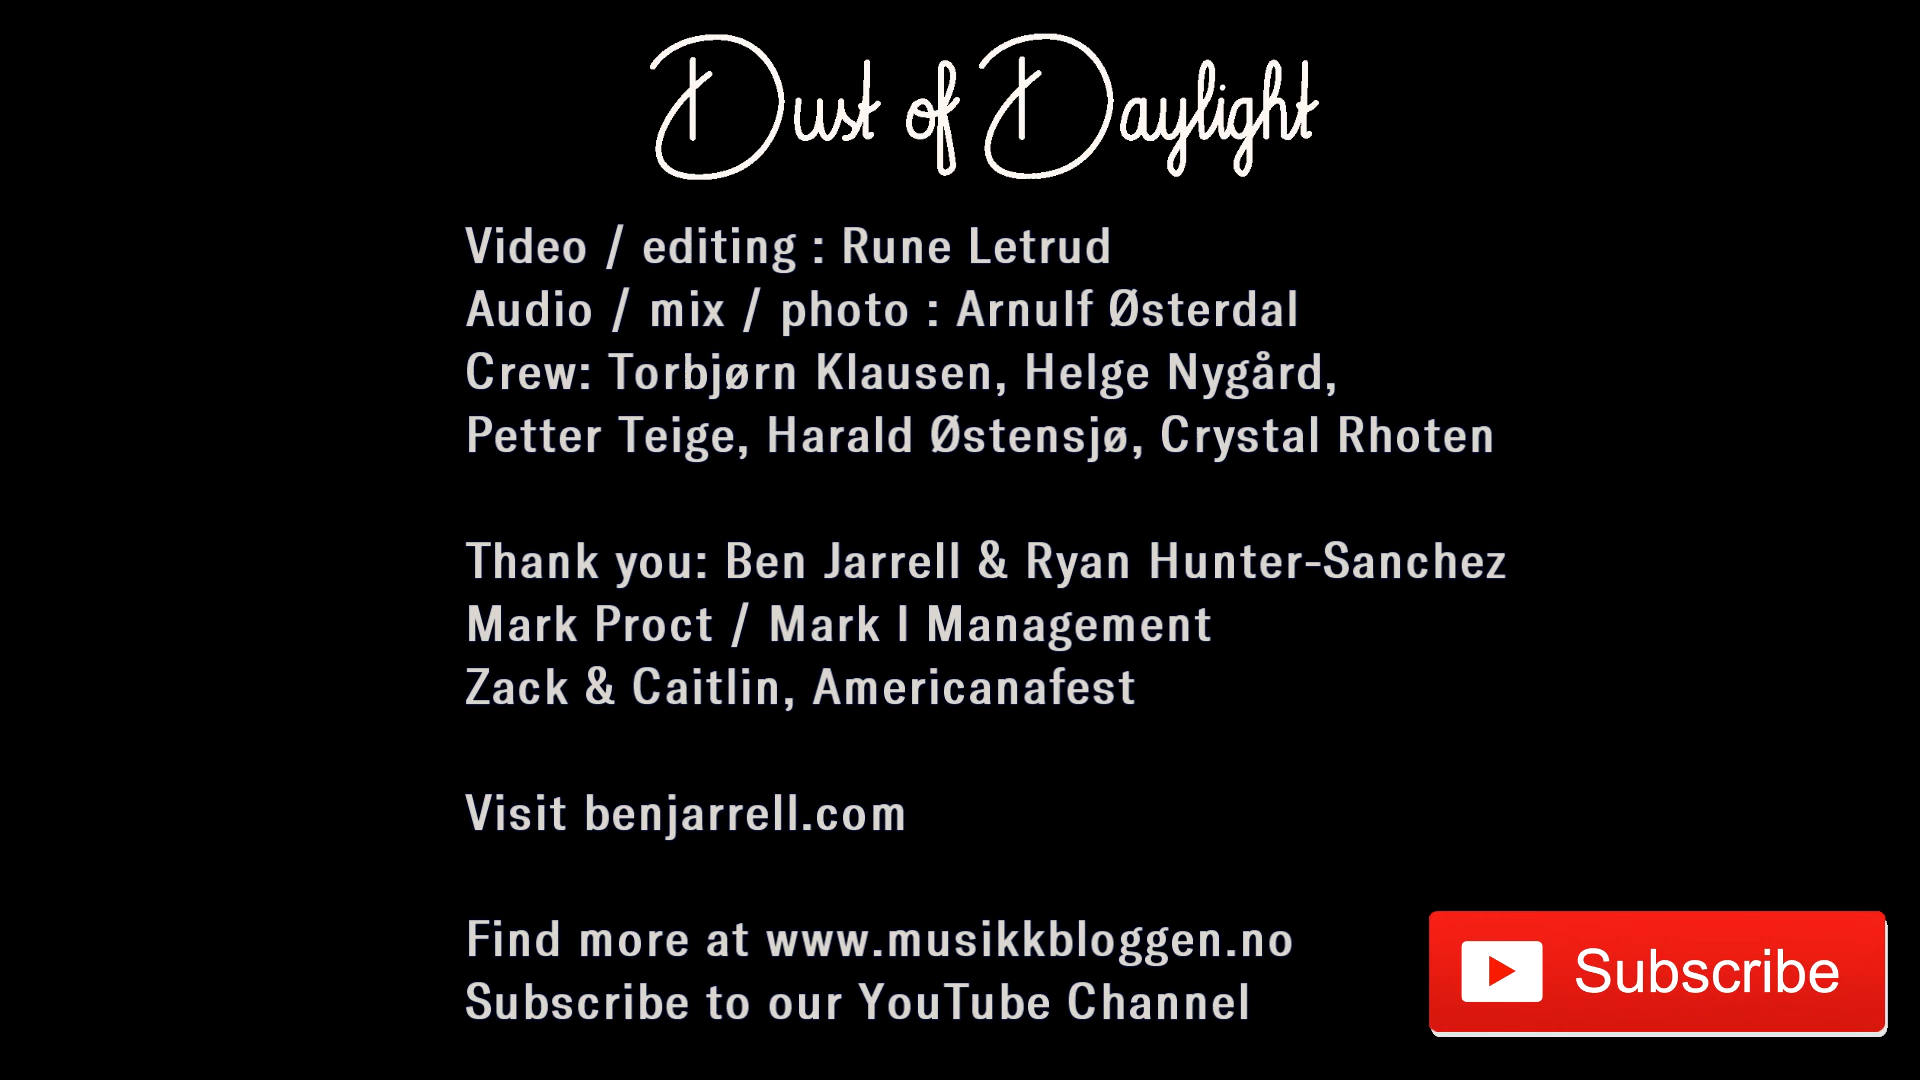 Dust of Daylight
Video / editing : Rune Letrud
Audio / mix / photo : Arnulf Østerdal
Crew: Torbjørn Klausen, Helge Nygård,
Petter Teige, Harald Østensjø, Crystal Rhoten
Thank you: Ben Jarrell & Ryan Hunter-Sanchez
Mark Proct / Mark I Management
Zack & Caitlin, Americanafest
Visit benjarrell.com
Find more at www.musikkbloggen.no
Subscribe to our YouTube Channel
Subscribe